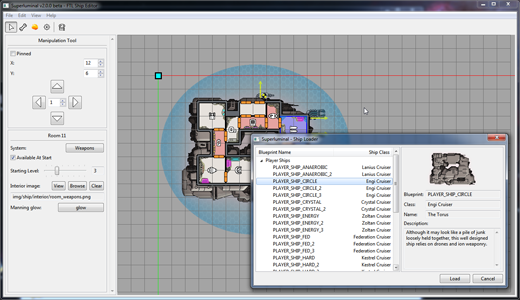 Superluminal v2.0.0 beta - FTL Ship Editor
File Edit View Help
Manipulation Tool
Pinned
X: 12
Y: 6
1
Room 11
System: Weapons
Available At Start
Starting Level: 3
Interior image: View Browse Clear
img/ship/interior/room_weapons.png
Manning glow: glow
Superluminal - Ship Loader
Blueprint Name Ship Class
Player Ships
PLAYER_SHIP_ANAEROBIC Lanius Cruiser
PLAYER_SHIP_ANAEROBIC_2 Lanius Cruiser
PLAYER_SHIP_CIRCLE Engi Cruiser
PLAYER_SHIP_CIRCLE_2 Engi Cruiser
PLAYER_SHIP_CIRCLE_3 Engi Cruiser
PLAYER_SHIP_CRYSTAL Crystal Cruiser
PLAYER_SHIP_CRYSTAL_2 Crystal Cruiser
PLAYER_SHIP_ENERGY Zoltan Cruiser
PLAYER_SHIP_ENERGY_2 Zoltan Cruiser
PLAYER_SHIP_ENERGY_3 Zoltan Cruiser
PLAYER_SHIP_FED Federation Cruiser
PLAYER_SHIP_FED_2 Federation Cruiser
PLAYER_SHIP_FED_3 Federation Cruiser
PLAYER_SHIP_HARD Kestrel Cruiser
PLAYER_SHIP_HARD_2 Kestrel Cruiser
Blueprint: PLAYER_SHIP_CIRCLE
Class: Engi Cruiser
Name: The Torus
Description:
Although it may look like a pile of junk
loosely held together, this well designed
ship relies on drones and ion weaponry.
Load Cancel